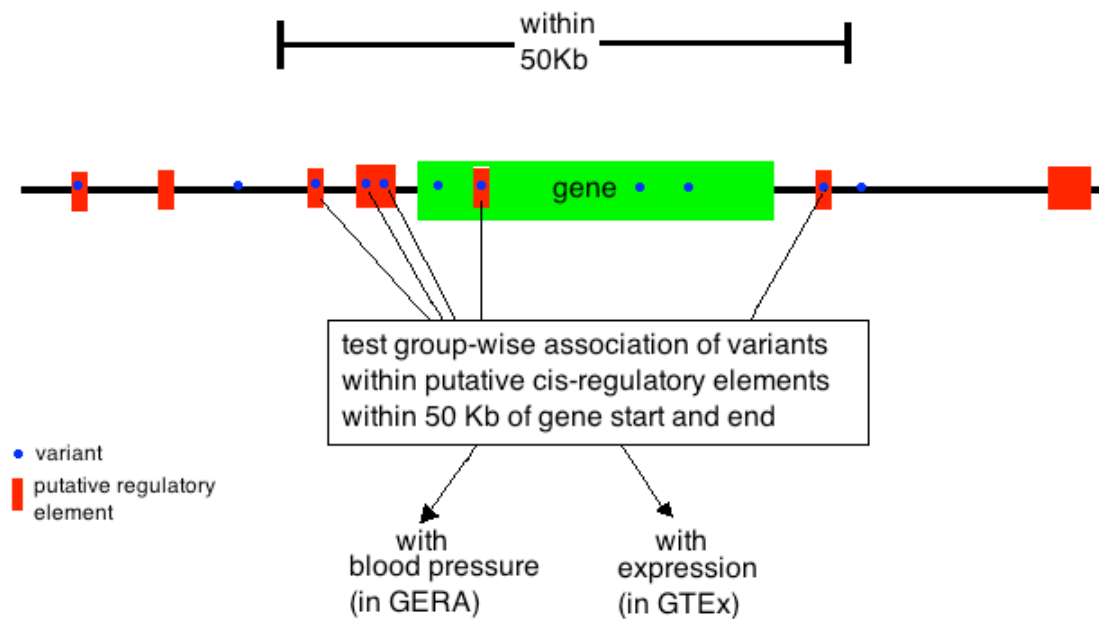 within
50Kb
gene
test group-wise association of variants
within putative cis-regulatory elements
within 50 Kb of gene start and end
variant
putative regulatory
element
with
blood pressure
(in GERA)
with
expression
(in GTEx)